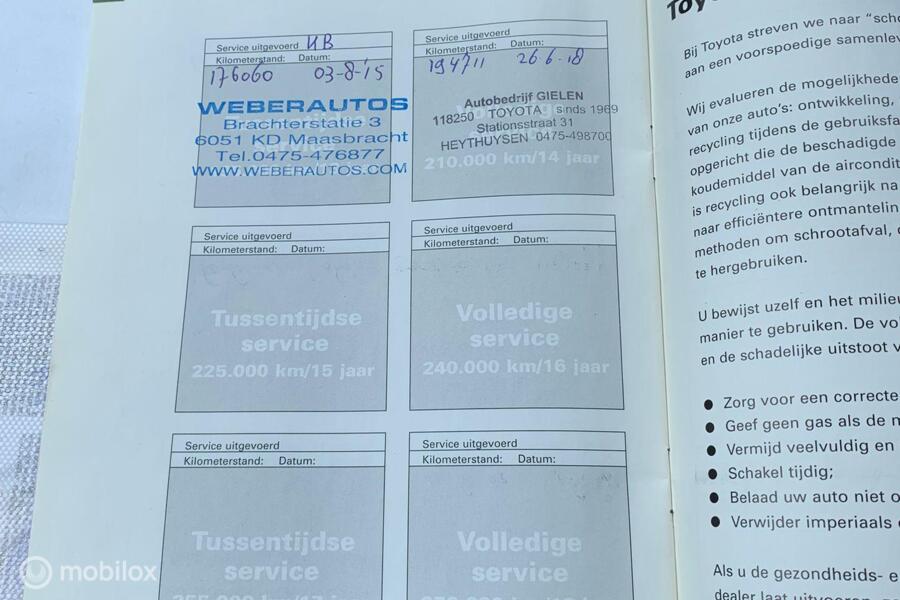 Service uitgevoerd KB
Kilometerstand: Datum:
176060 03-8-'15
WEBERAUTOS
Brachterstatie 3
6051 KD Maasbracht
Tel.0475-476877
WWW.WEBERAUTOS.COM
Service uitgevoerd
Kilometerstand: Datum:
194711 26-6-18
Autobedrijf GIELEN
118250 TOYOTA sinds 1969
Stationsstraat 31
HEYTHUYSEN 0475-498700
210.000 km/14 jaar
Service uitgevoerd
Kilometerstand: Datum:
Tussentijdse
service
225.000 km/15 jaar
Service uitgevoerd
Kilometerstand: Datum:
Volledige
service
240.000 km/16 jaar
Service uitgevoerd
Kilometerstand: Datum:
Tussentijdse
service
Service uitgevoerd
Kilometerstand: Datum:
Volledige
service
Toy
Bij Toyota streven we naar "scho
aan een voorspoedige samenlev
Wij evalueren de mogelijkhede
van onze auto's: ontwikkeling,
recycling tijdens de gebruiksfa
opgericht die de beschadigde
koudemiddel van de aircondit
is recycling ook belangrijk na
naar efficiëntere ontmantelin
methoden om schrootafval,
te hergebruiken.
U bewijst uzelf en het milieu
manier te gebruiken. De vo
en de schadelijke uitstoot v
● Zorg voor een correcte
● Geef geen gas als de m
● Vermijd veelvuldig en
● Schakel tijdig;
● Belaad uw auto niet o
● Verwijder imperiaals
Als u de gezondheids- e
dealer laat uitvoeren
mobilox